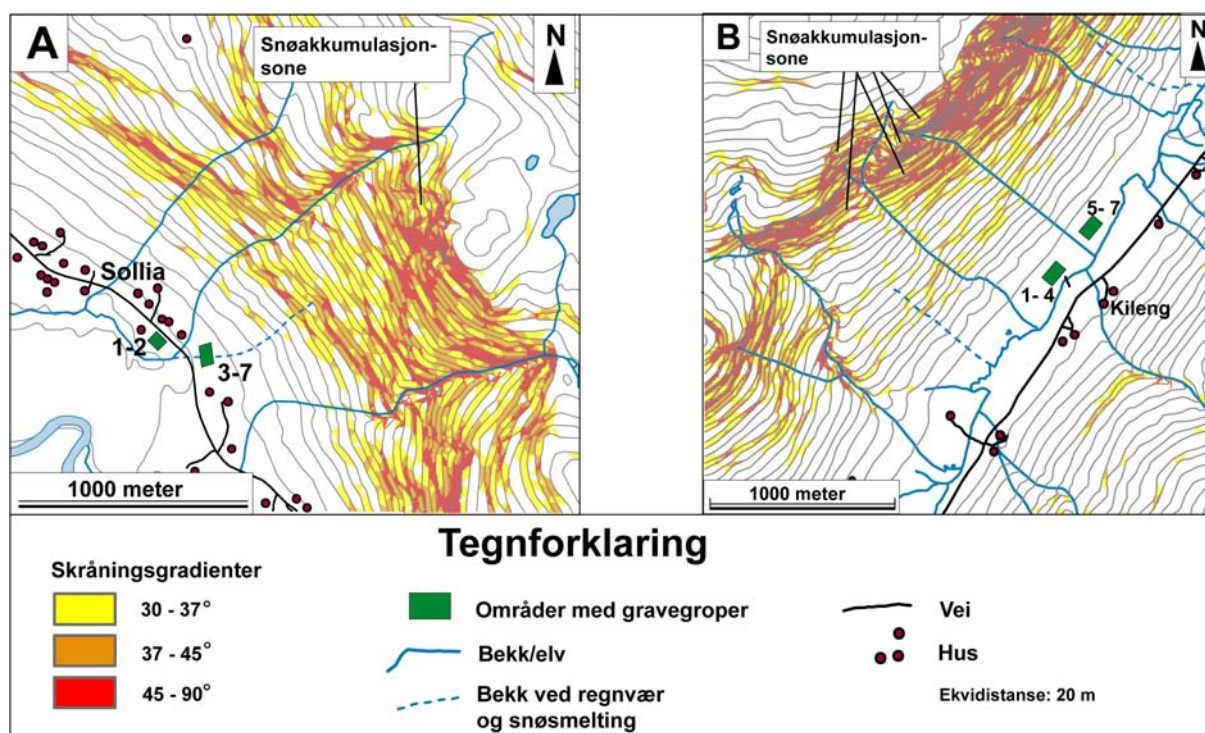 A
Snøakkumulasjon-
sone
N
Sollia
1-2
3-7
1000 meter
B
Snøakkumulasjon-
sone
N
5-7
1-4
Kileng
1000 meter
Tegnforklaring
Skråningsgradienter
30 - 37°
37 - 45°
45 - 90°
Områder med gravegroper
Bekk/elv
Bekk ved regnvær
og snøsmelting
Vei
Hus
Ekvidistanse: 20 m